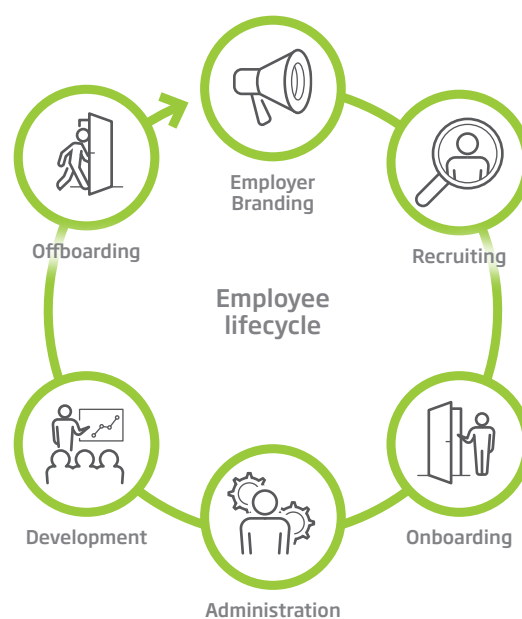 Employer
Branding
Recruiting
Onboarding
Administration
Development
Offboarding
Employee
lifecycle